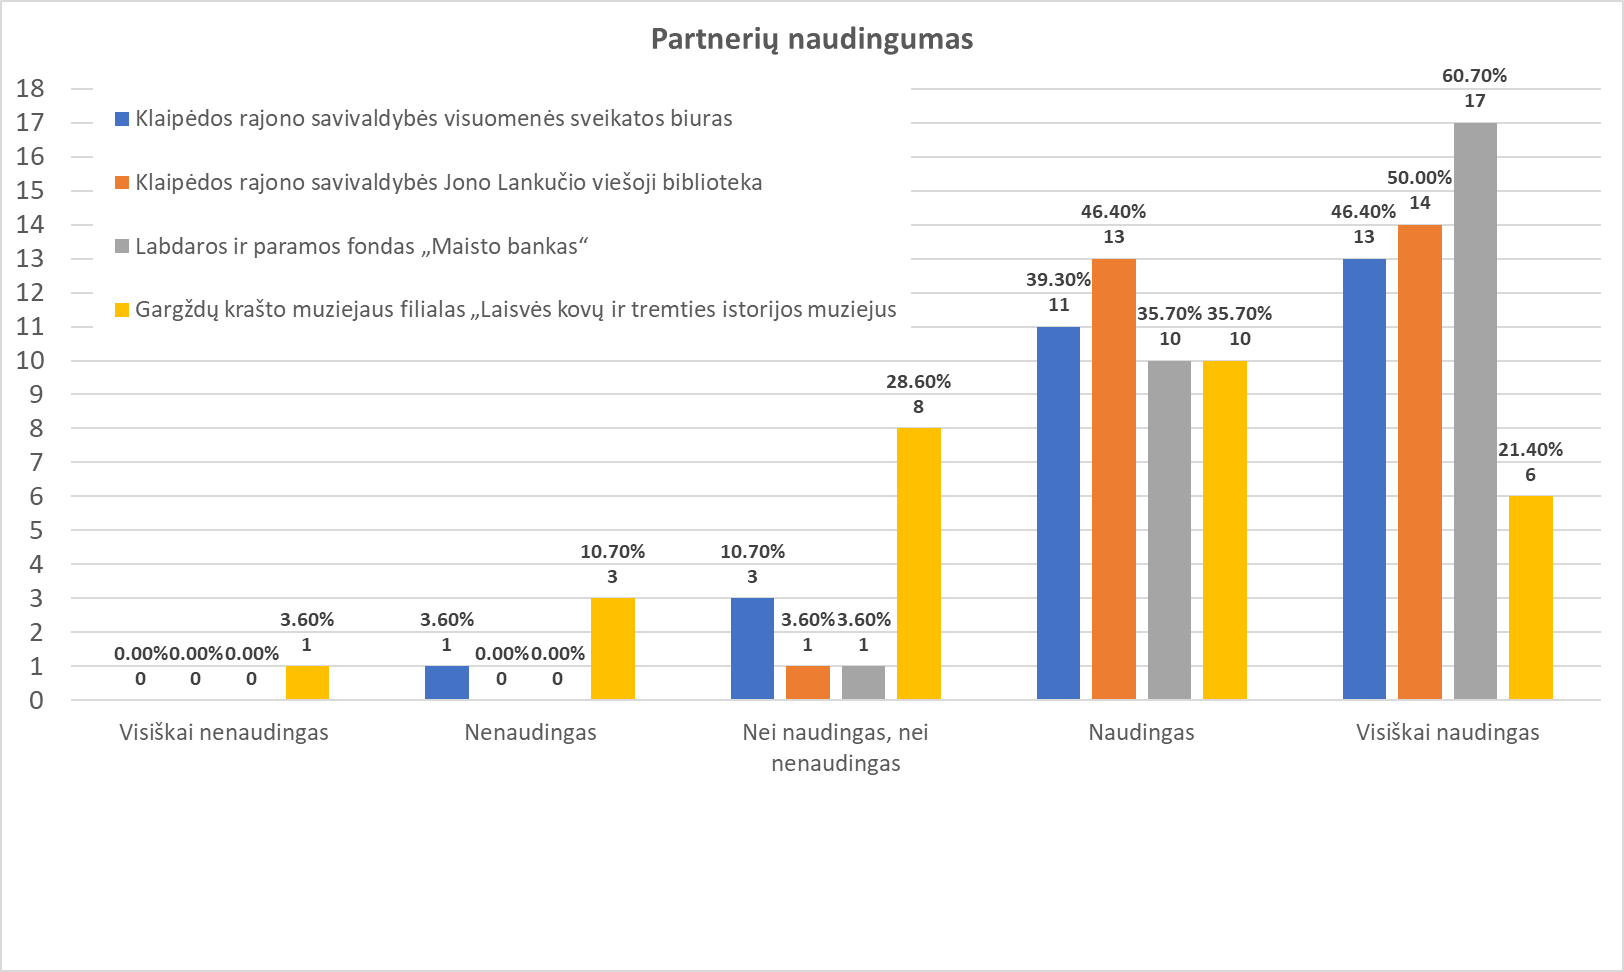 Partnerių naudingumas
18
17
16
15
14
13
12
11
10
9
8
7
6
5
4
3
2
1
0
Klaipėdos rajono savivaldybės visuomenės sveikatos biuras
Klaipėdos rajono savivaldybės Jono Lankučio viešoji biblioteka
Labdaros ir paramos fondas „Maisto bankas“
Gargždų krašto muziejaus filialas „Laisvės kovų ir tremties istorijos muziejus
0.00% 0.00% 0.00% 3.60%
0 0 0 1
3.60% 0.00% 0.00% 10.70%
1 0 0 3
10.70% 3.60% 3.60% 28.60%
3 1 1 8
39.30% 46.40% 35.70% 35.70%
11 13 10 10
46.40% 50.00% 60.70% 21.40%
13 14 17 6
Visiškai nenaudingas
Nenaudingas
Nei naudingas, nei
nenaudingas
Naudingas
Visiškai naudingas